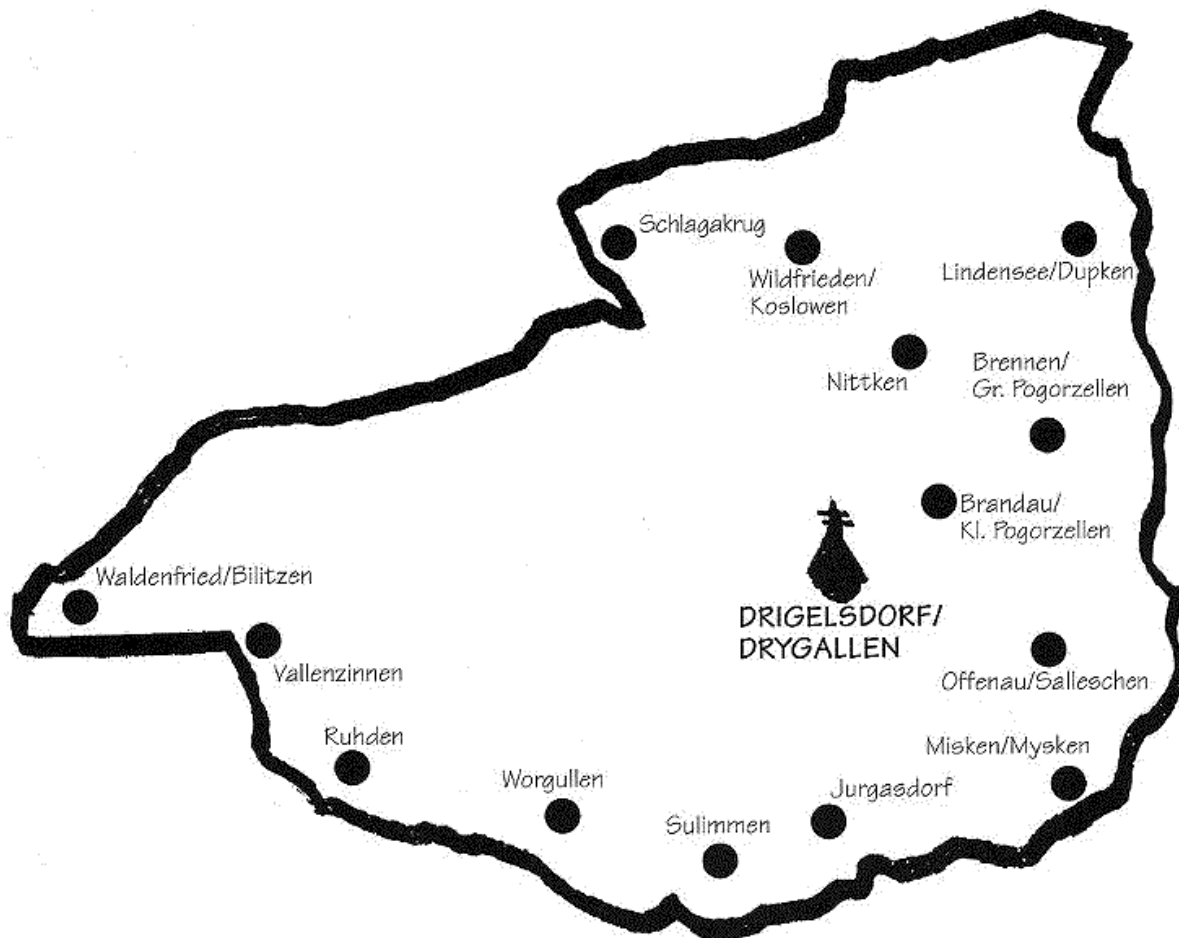 Schlagakrug
Wildfrieden/
Koslowen
Lindensee/Dupken
Nittken
Brennen/
Gr. Pogorzellen
Brandau/
Kl. Pogorzellen
Waldenfried/Bilitzen
DRIGELSDORF/
DRYGALLEN
Vallenzinnen
Offenau/Salleschen
Ruhden
Misken/Mysken
Worgullen
Jurgasdorf
Sulimmen